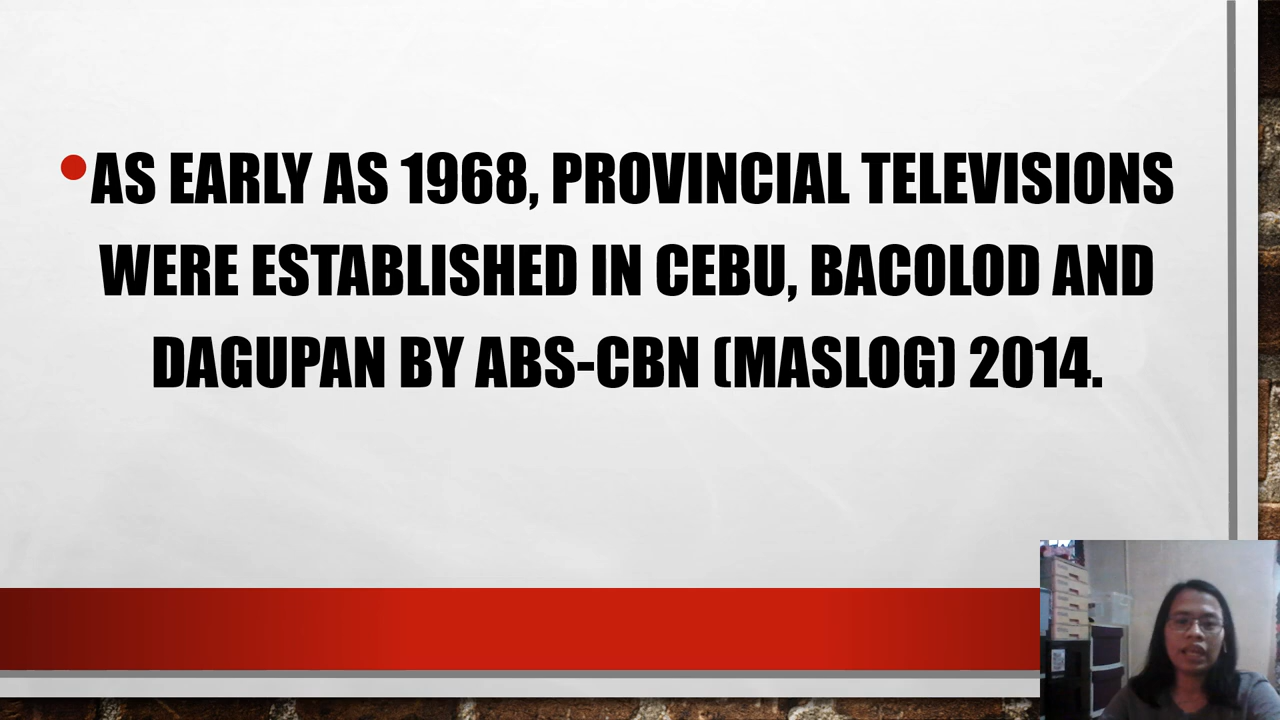 AS EARLY AS 1968, PROVINCIAL TELEVISIONS
WERE ESTABLISHED IN CEBU, BACOLOD AND
DAGUPAN BY ABS-CBN (MASLOG) 2014.